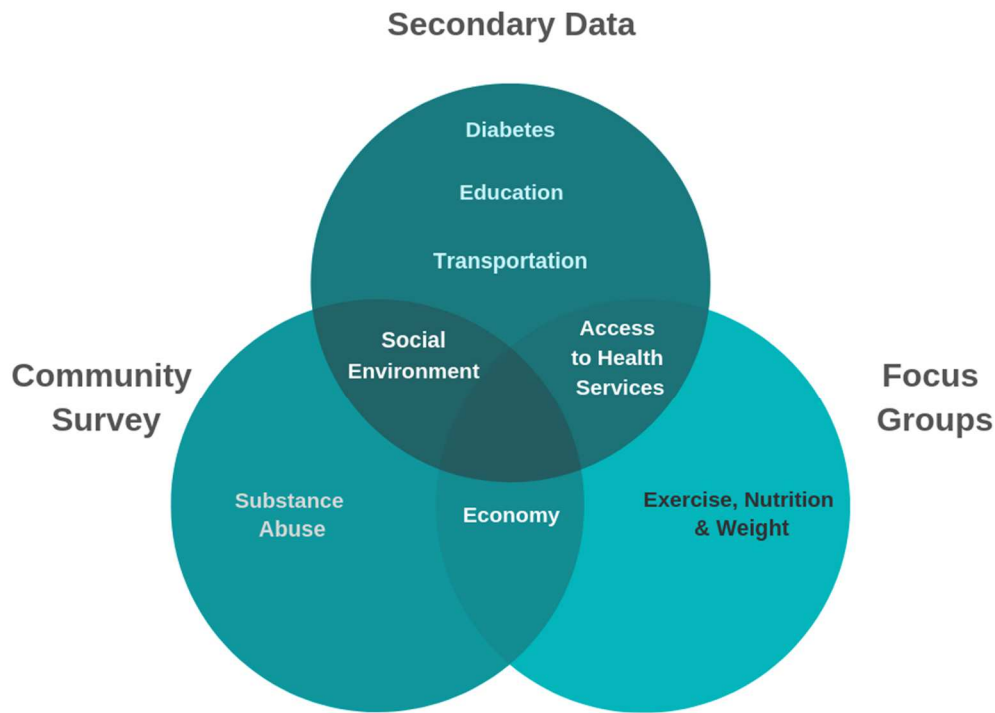 Secondary Data
Diabetes
Education
Transportation
Social
Environment
Access
to Health
Services
Community
Survey
Focus
Groups
Substance
Abuse
Economy
Exercise, Nutrition
& Weight